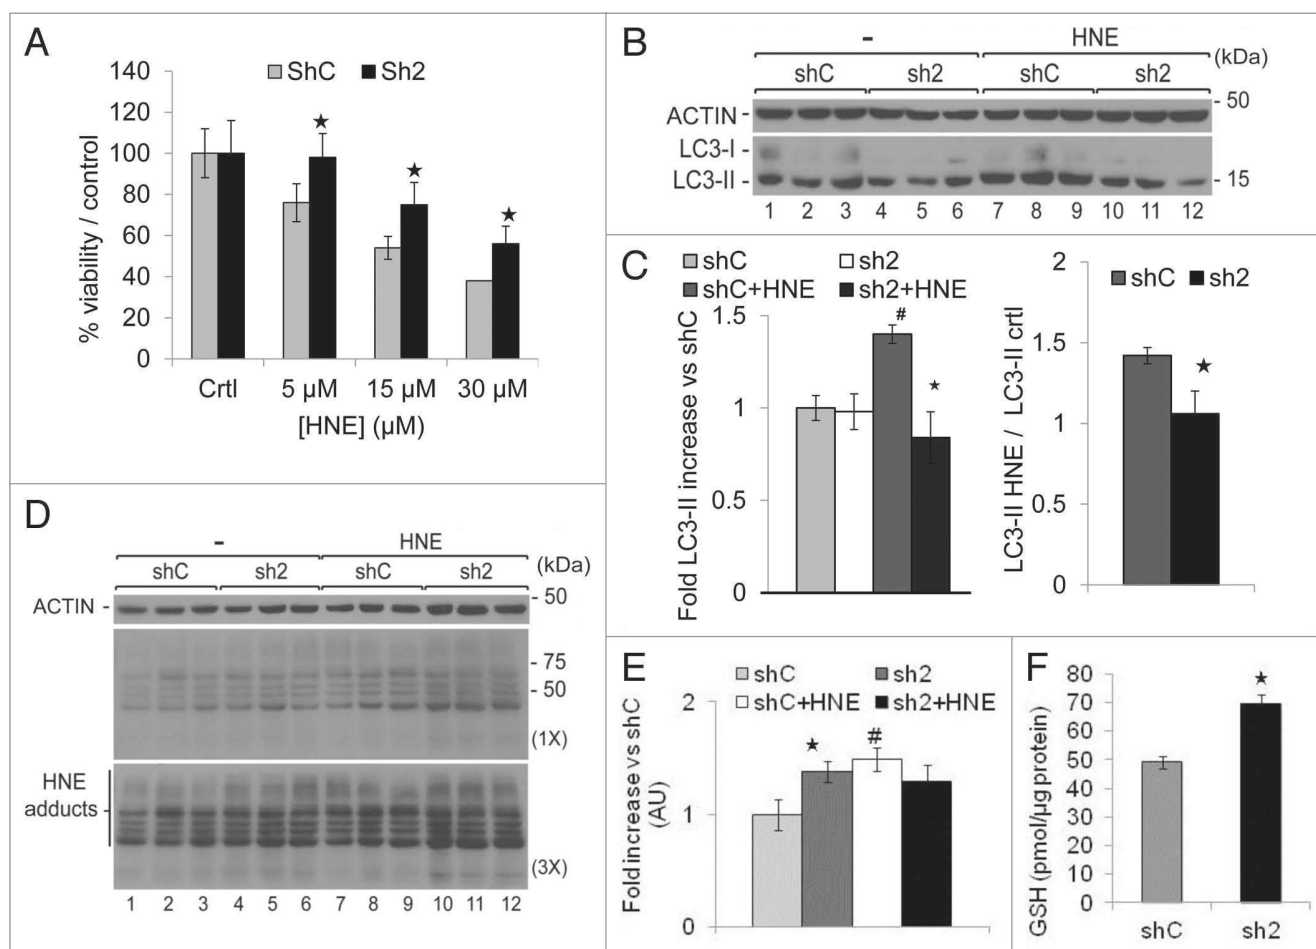 A
ShC Sh2
140
120
100
80
60
40
20
0
% viability / control
★ ★ ★
Crtl 5 µM 15 µM 30 µM
[HNE] (µM)
B
- HNE
(kDa)
shC sh2 shC sh2
ACTIN - - 50
LC3-I -
LC3-II - - 15
1 2 3 4 5 6 7 8 9 10 11 12
C
shC sh2
shC+HNE sh2+HNE
1.5
1
0.5
0
Fold LC3-II increase vs shC
#
★
shC sh2
2
1.5
1
0.5
0
LC3-II HNE / LC3-II crtl
★
D
- HNE
(kDa)
shC sh2 shC sh2
ACTIN - - 50
- 75
- 50
(1X)
HNE
adducts -
(3X)
1 2 3 4 5 6 7 8 9 10 11 12
E
shC sh2
shC+HNE sh2+HNE
2
1
0
Fold increase vs shC
(AU)
★ #
F
80
70
60
50
40
30
20
10
0
GSH (pmol/µg protein)
★
shC sh2